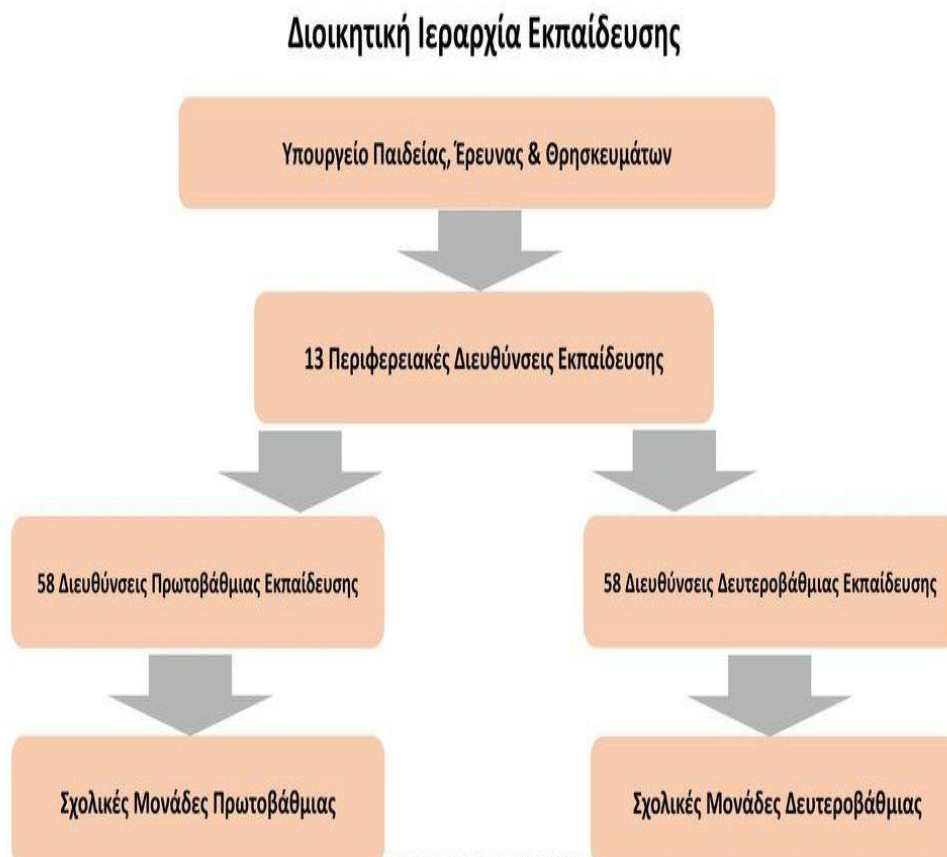 Διοικητική Ιεραρχία Εκπαίδευσης
Υπουργείο Παιδείας, Έρευνας & Θρησκευμάτων
13 Περιφερειακές Διευθύνσεις Εκπαίδευσης
58 Διευθύνσεις Πρωτοβάθμιας Εκπαίδευσης
58 Διευθύνσεις Δευτεροβάθμιας Εκπαίδευσης
Σχολικές Μονάδες Πρωτοβάθμιας
Σχολικές Μονάδες Δευτεροβάθμιας